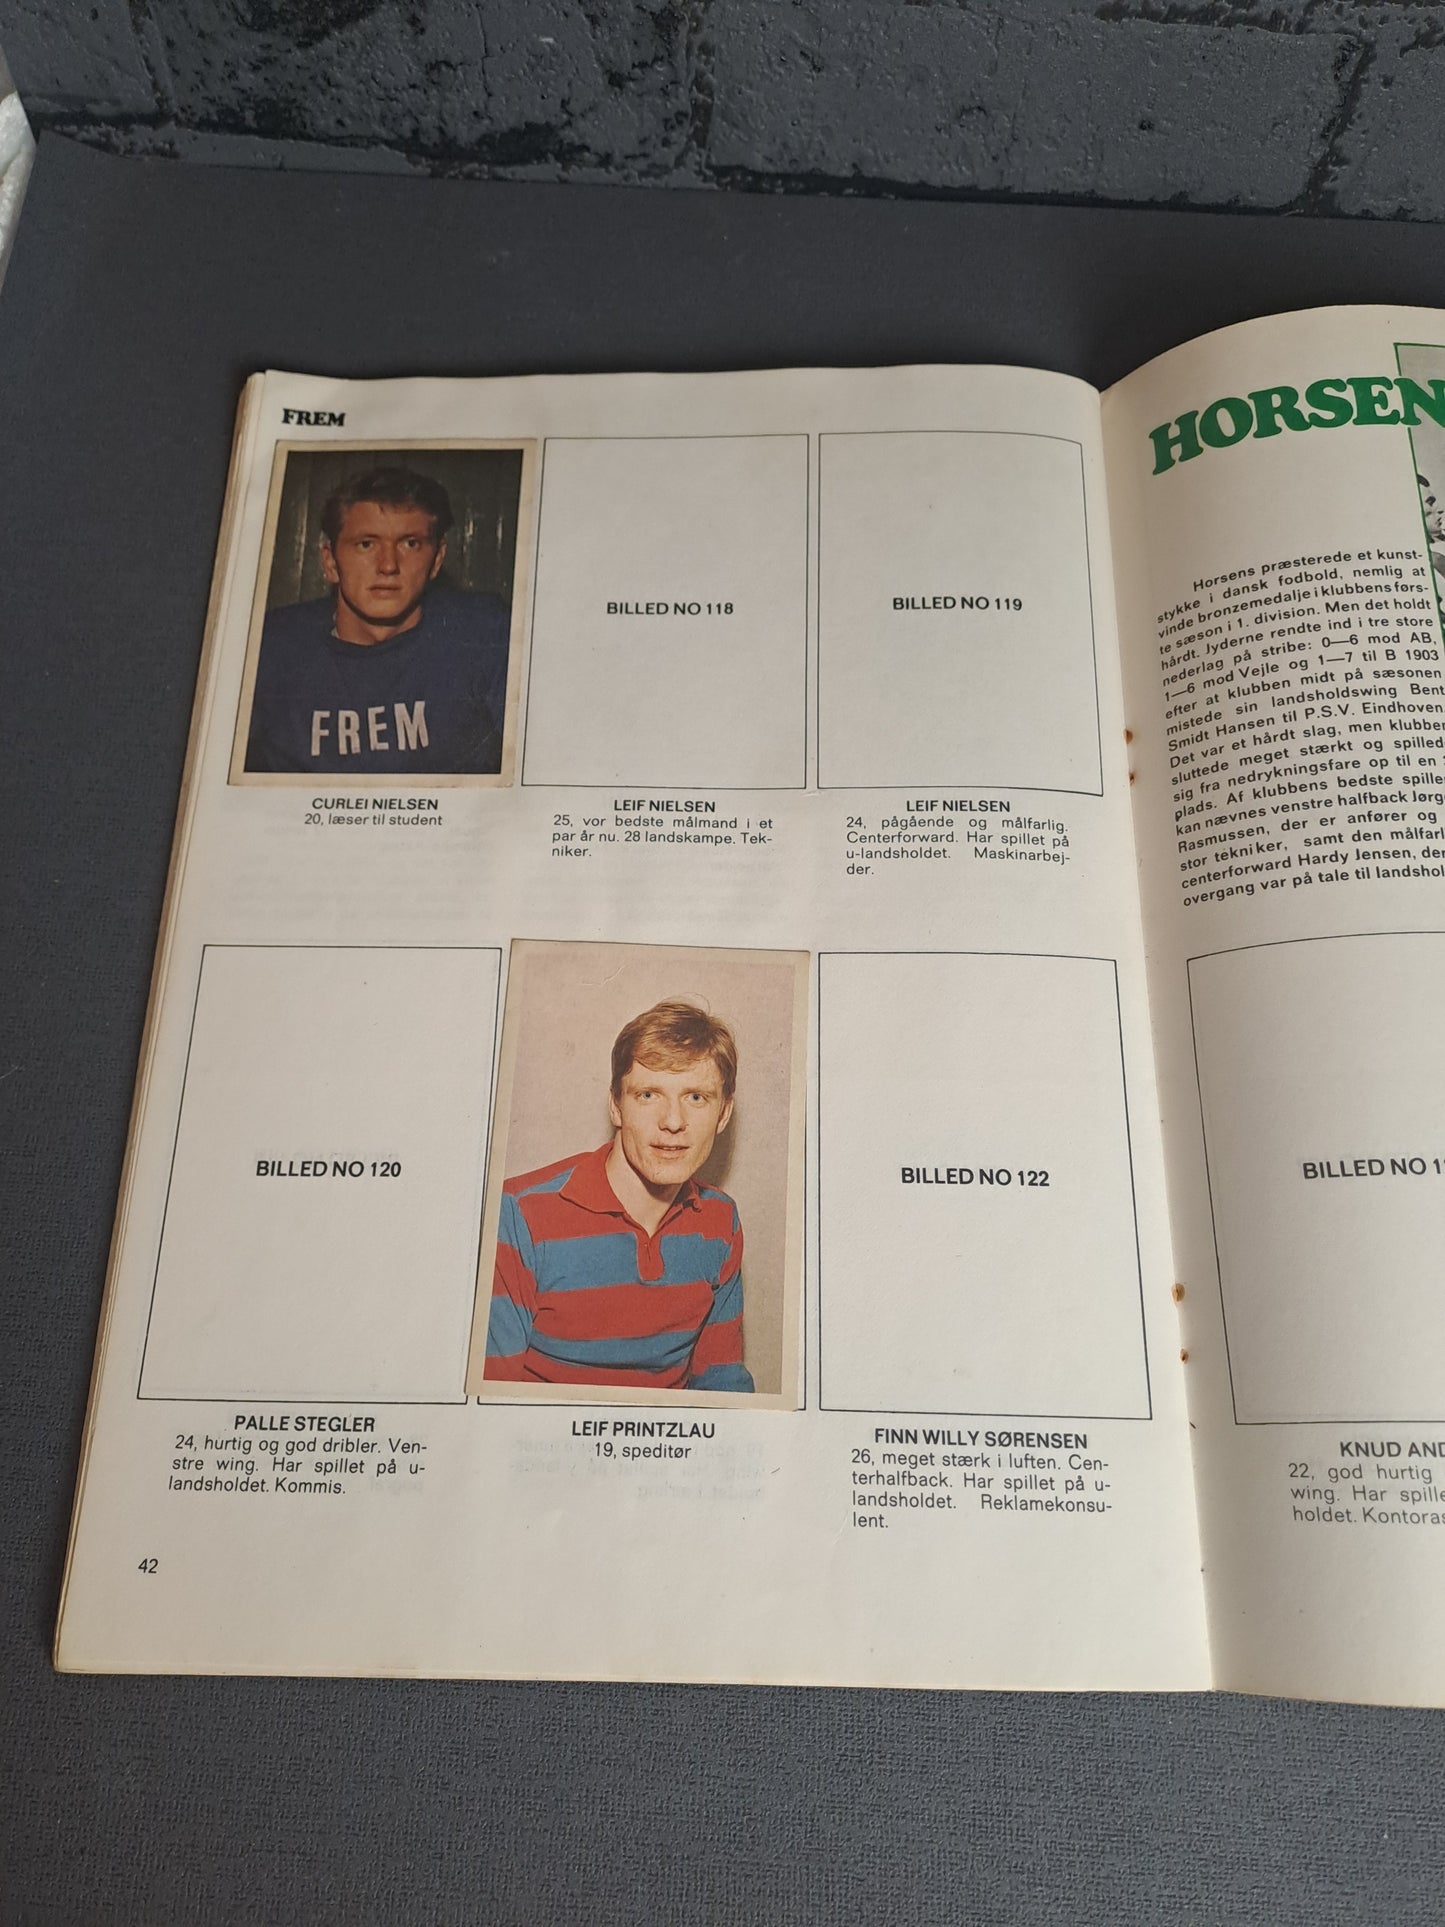 FREM
FREM
BILLED NO 118
BILLED NO 119
CURLEI NIELSEN
20, læser til student
LEIF NIELSEN
25, vor bedste målmand i et
par år nu. 28 landskampe. Tek-
niker.
LEIF NIELSEN
24, pågående og målfarlig.
Centerforward. Har spillet på
u-landsholdet. Maskinarbej-
der.
BILLED NO 120
BILLED NO 122
PALLE STEGLER
24, hurtig og god dribler. Ven-
stre wing. Har spillet på u-
landsholdet. Kommis.
LEIF PRINTZLAU
19, speditør
FINN WILLY SØRENSEN
26, meget stærk i luften. Cen-
terhalfback. Har spillet på u-
landsholdet. Reklamekonsu-
lent.
42
HORSEN
Horsens præsterede et kunst-
stykke i dansk fodbold, nemlig at
vinde bronzemedalje i klubbens førs-
te sæson i 1. division. Men det holdt
hårdt. Jyderne rendte ind i tre store
nederlag på stribe: 0—6 mod AB,
1—6 mod Vejle og 1—7 til B 1903
efter at klubben midt på sæsonen
mistede sin landsholdswing Bent
Smidt Hansen til P.S.V. Eindhoven.
Det var et hårdt slag, men klubben
sluttede meget stærkt og spilled
sig fra nedrykningsfare op til en
plads. Af klubbens bedste spille
kan nævnes venstre halfback Jørg
Rasmussen, der er anfører og
stor tekniker, samt den målfarl
centerforward Hardy Jensen, der
overgang var på tale til landshol
BILLED NO 1
KNUD AND
22, god hurtig
wing. Har spille
holdet. Kontoras